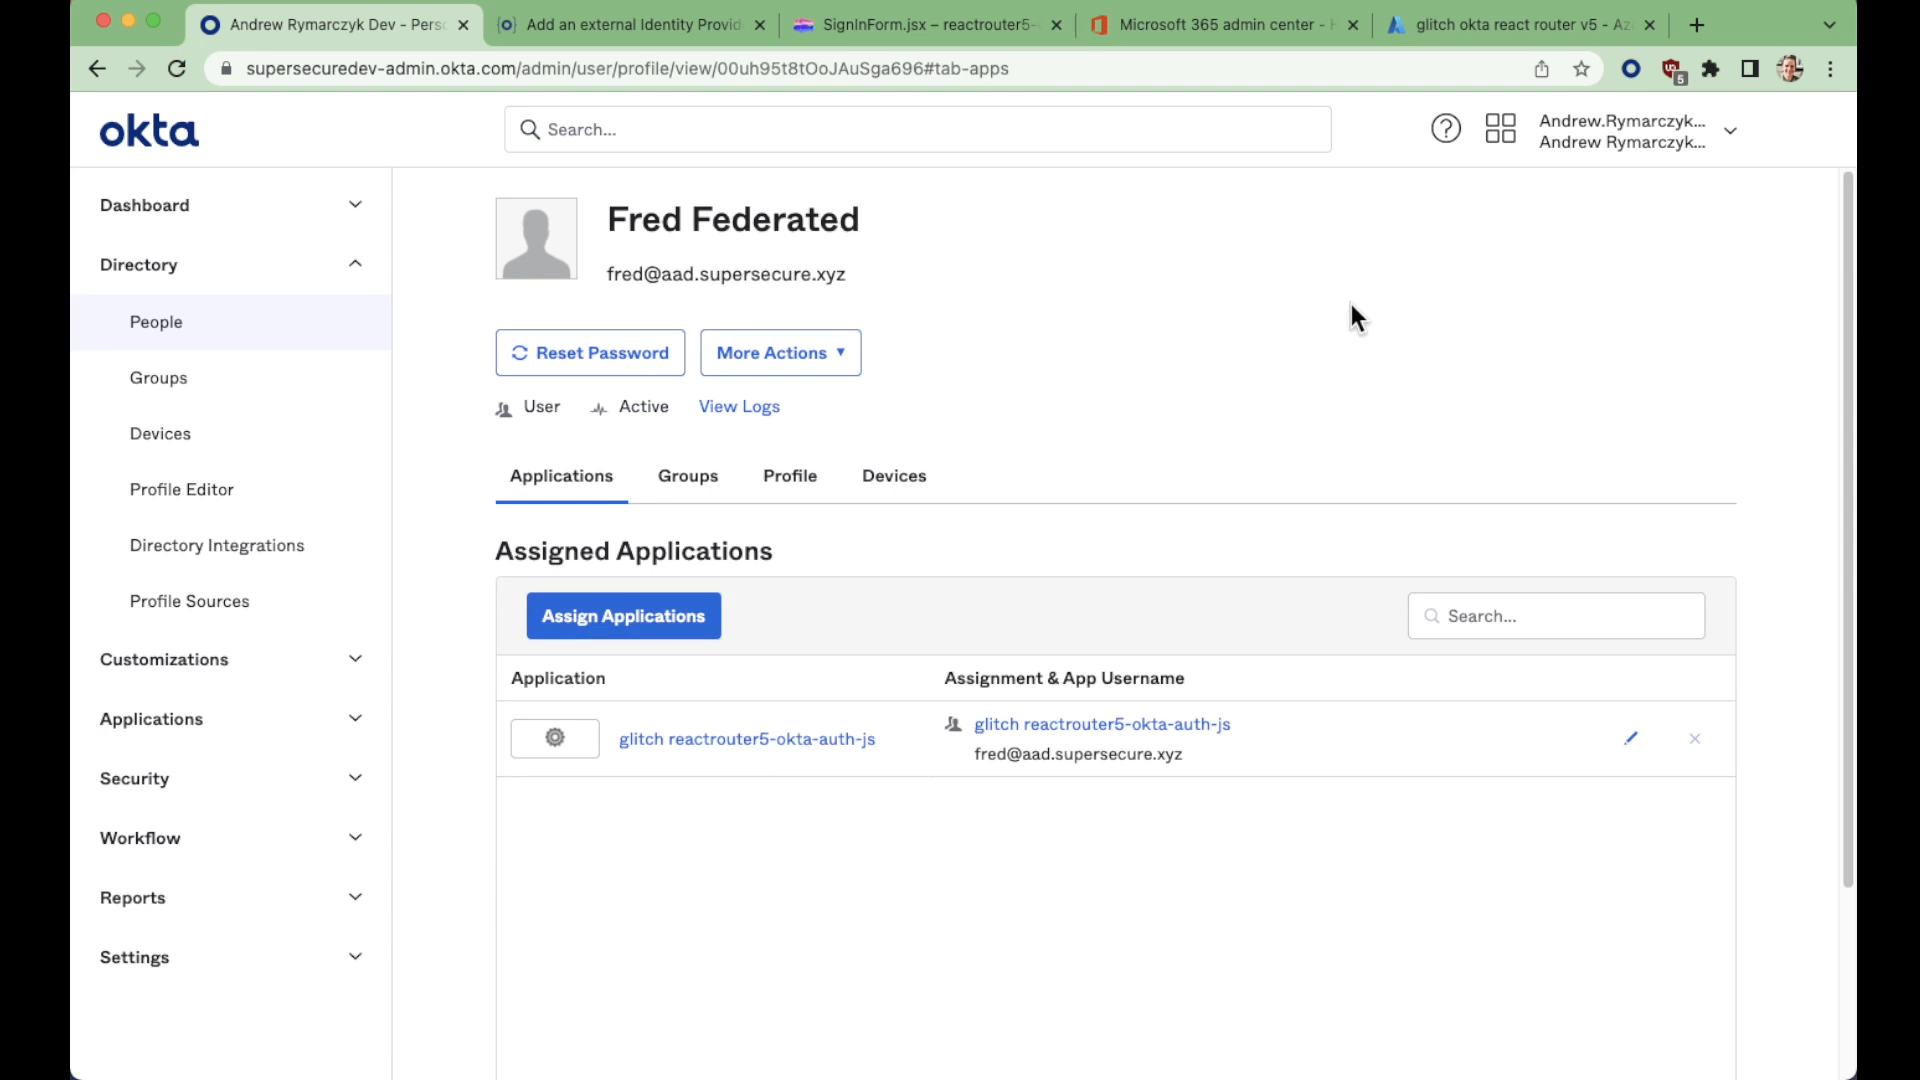 Andrew Rymarczyk Dev - Perso
Add an external Identity Provid
SignInForm.jsx – reactrouter5-
Microsoft 365 admin center - H
glitch okta react router v5 - Az
supersecuredev-admin.okta.com/admin/user/profile/view/00uh95t8tOoJAuSga696#tab-apps
5
okta
Search...
Andrew.Rymarczyk...
Andrew Rymarczyk...
Dashboard
Directory
People
Groups
Devices
Profile Editor
Directory Integrations
Profile Sources
Customizations
Applications
Security
Workflow
Reports
Settings
Fred Federated
fred@aad.supersecure.xyz
Reset Password
More Actions
User
Active
View Logs
Applications
Groups
Profile
Devices
Assigned Applications
Assign Applications
Search...
Application
Assignment & App Username
glitch reactrouter5-okta-auth-js
glitch reactrouter5-okta-auth-js
fred@aad.supersecure.xyz